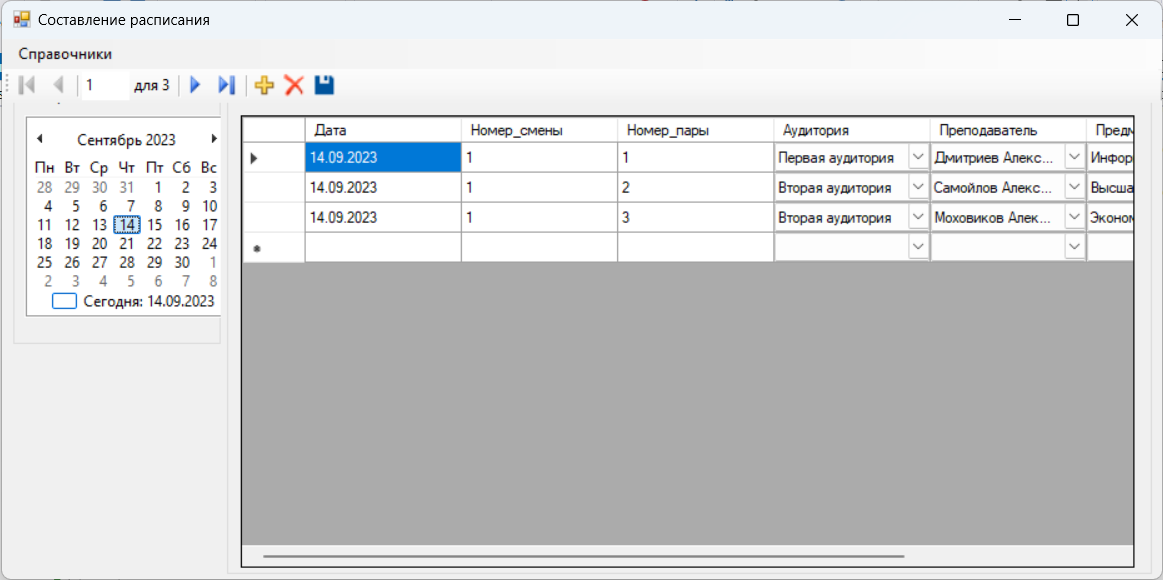 Составление расписания
Справочники
1 для 3
Сентябрь 2023
Пн Вт Ср Чт Пт Сб Вс
28 29 30 31 1 2 3
4 5 6 7 8 9 10
11 12 13 14 15 16 17
18 19 20 21 22 23 24
25 26 27 28 29 30 1
2 3 4 5 6 7 8
Сегодня: 14.09.2023
Дата Номер_смены Номер_пары Аудитория Преподаватель Предм
14.09.2023 1 1 Первая аудитория Дмитриев Алекс... Инфор
14.09.2023 1 2 Вторая аудитория Самойлов Алекс... Высша
14.09.2023 1 3 Вторая аудитория Моховиков Алек... Эконом